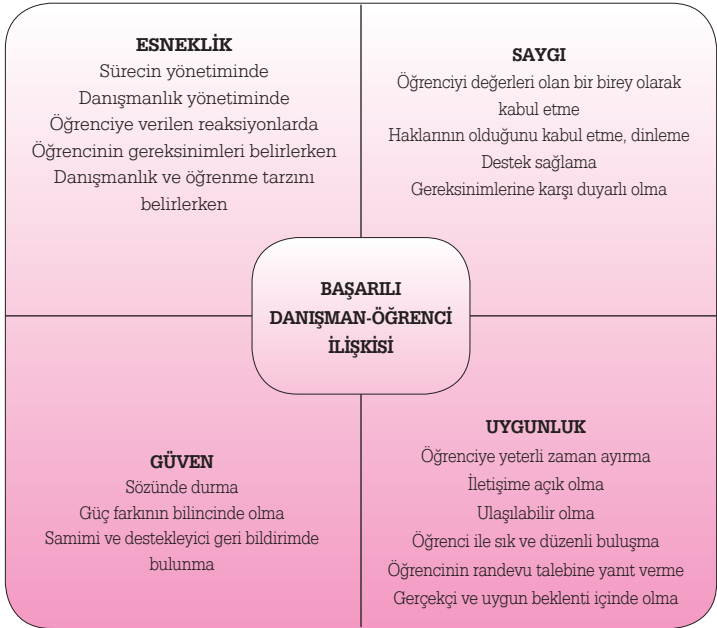 ESNEKLİK
Sürecin yönetiminde
Danışmanlık yönetiminde
Öğrenciye verilen reaksiyonlarda
Öğrencinin gereksinimleri belirlerken
Danışmanlık ve öğrenme tarzını
belirlerken
SAYGI
Öğrenciyi değerleri olan bir birey olarak
kabul etme
Haklarının olduğunu kabul etme, dinleme
Destek sağlama
Gereksinimlerine karşı duyarlı olma
BAŞARILI
DANIŞMAN-ÖĞRENCİ
İLİŞKİSİ
GÜVEN
Sözünde durma
Güç farkının bilincinde olma
Samimi ve destekleyici geri bildirimde
bulunma
UYGUNLUK
Öğrenciye yeterli zaman ayırma
İletişime açık olma
Ulaşılabilir olma
Öğrenci ile sık ve düzenli buluşma
Öğrencinin randevu talebine yanıt verme
Gerçekçi ve uygun beklenti içinde olma